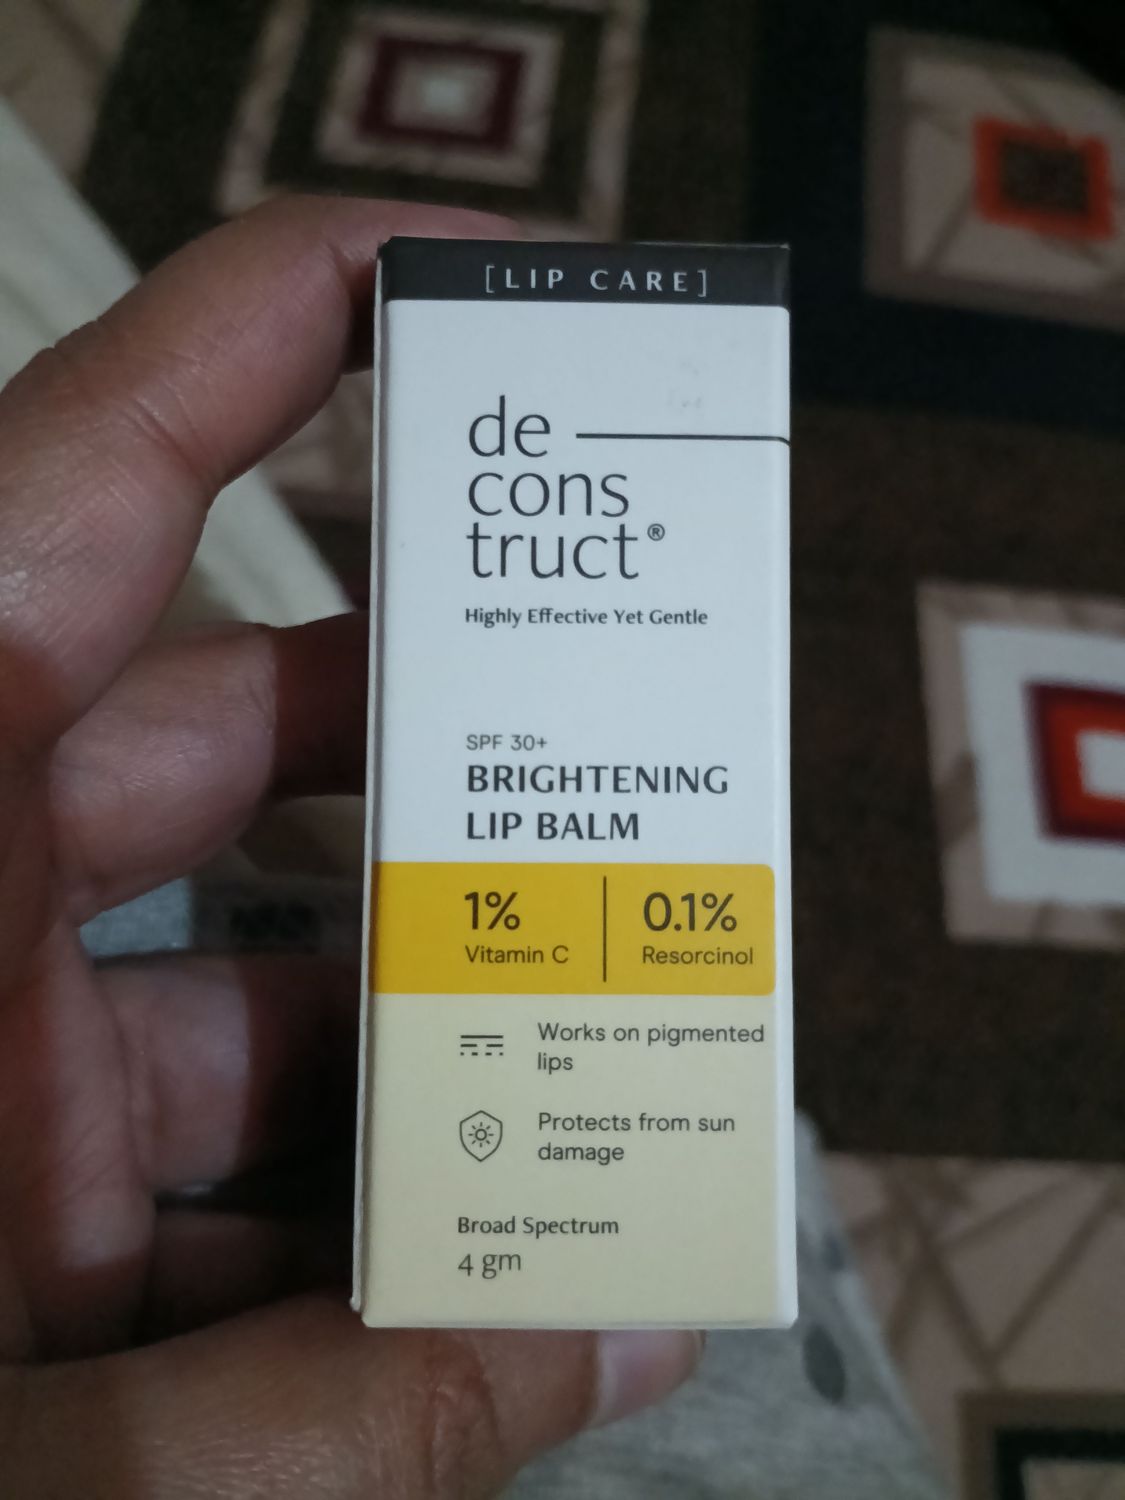 [LIP CARE]
de
cons
truct®
Highly Effective Yet Gentle
SPF 30+
BRIGHTENING
LIP BALM
1%
Vitamin C
0.1%
Resorcinol
Works on pigmented
lips
Protects from sun
damage
Broad Spectrum
4 gm